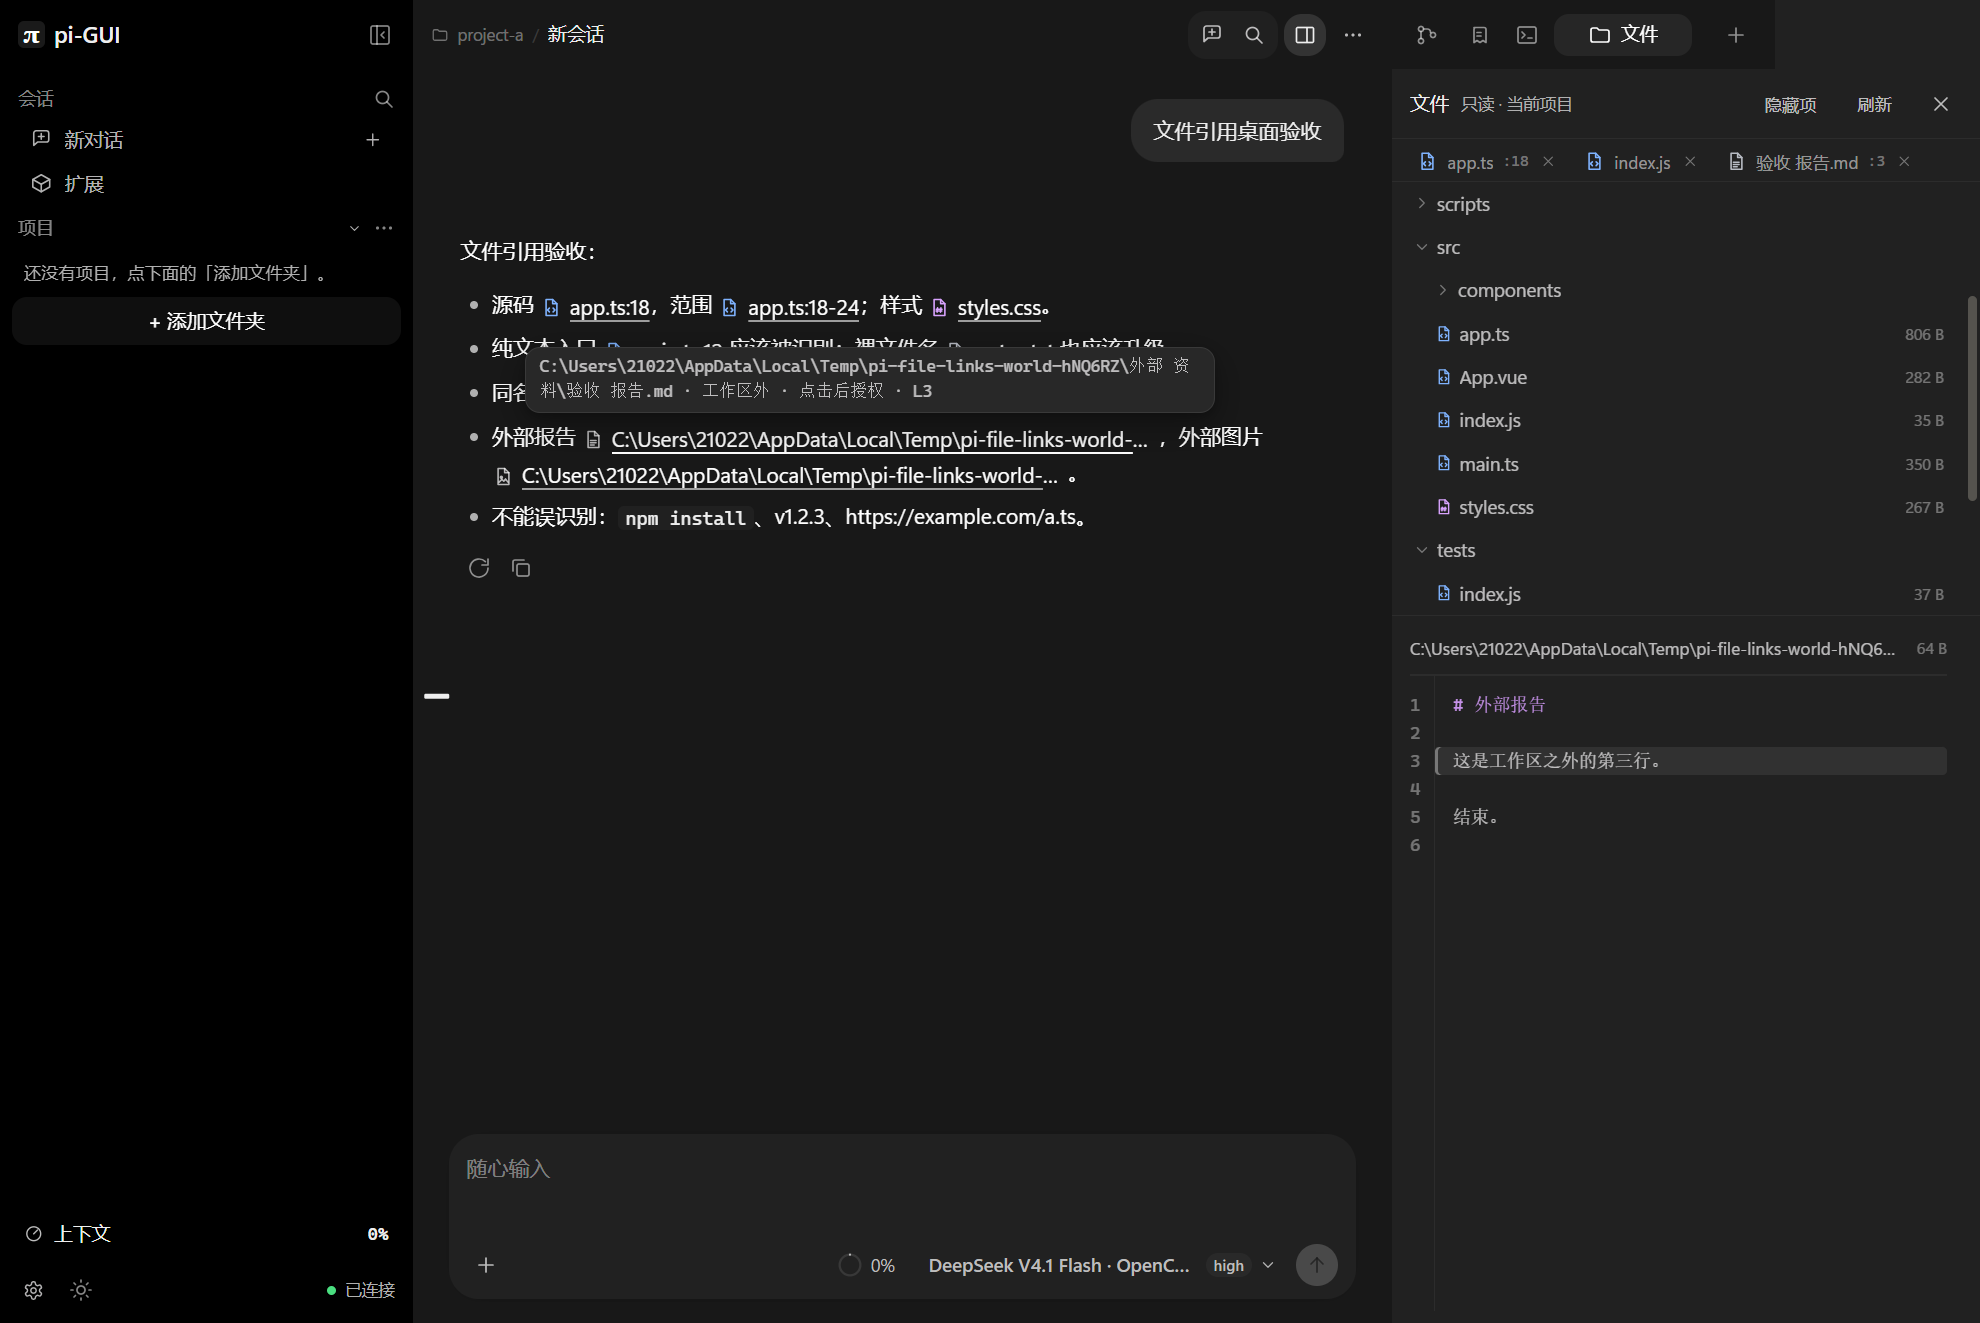 π pi-GUI
会话
新对话
扩展
项目
还没有项目，点下面的「添加文件夹」。
+ 添加文件夹
上下文 0%
已连接
project-a / 新会话
文件引用桌面验收
文件引用验收：
源码 app.ts:18，范围 app.ts:18-24；样式 styles.css。
纯文本入口
C:\Users\21022\AppData\Local\Temp\pi-file-links-world-hNQ6RZ\外部 资
料\验收 报告.md · 工作区外 · 点击后授权 · L3
同名
外部报告 C:\Users\21022\AppData\Local\Temp\pi-file-links-world-... ，外部图片
C:\Users\21022\AppData\Local\Temp\pi-file-links-world-... 。
不能误识别：npm install、v1.2.3、https://example.com/a.ts。
随心输入
0% DeepSeek V4.1 Flash · OpenC... high
文件
文件 只读 · 当前项目 隐藏项 刷新
app.ts :18 index.js 验收 报告.md :3
scripts
src
components
app.ts 806 B
App.vue 282 B
index.js 35 B
main.ts 350 B
styles.css 267 B
tests
index.js 37 B
C:\Users\21022\AppData\Local\Temp\pi-file-links-world-hNQ6... 64 B
1 # 外部报告
2
3 这是工作区之外的第三行。
4
5 结束。
6